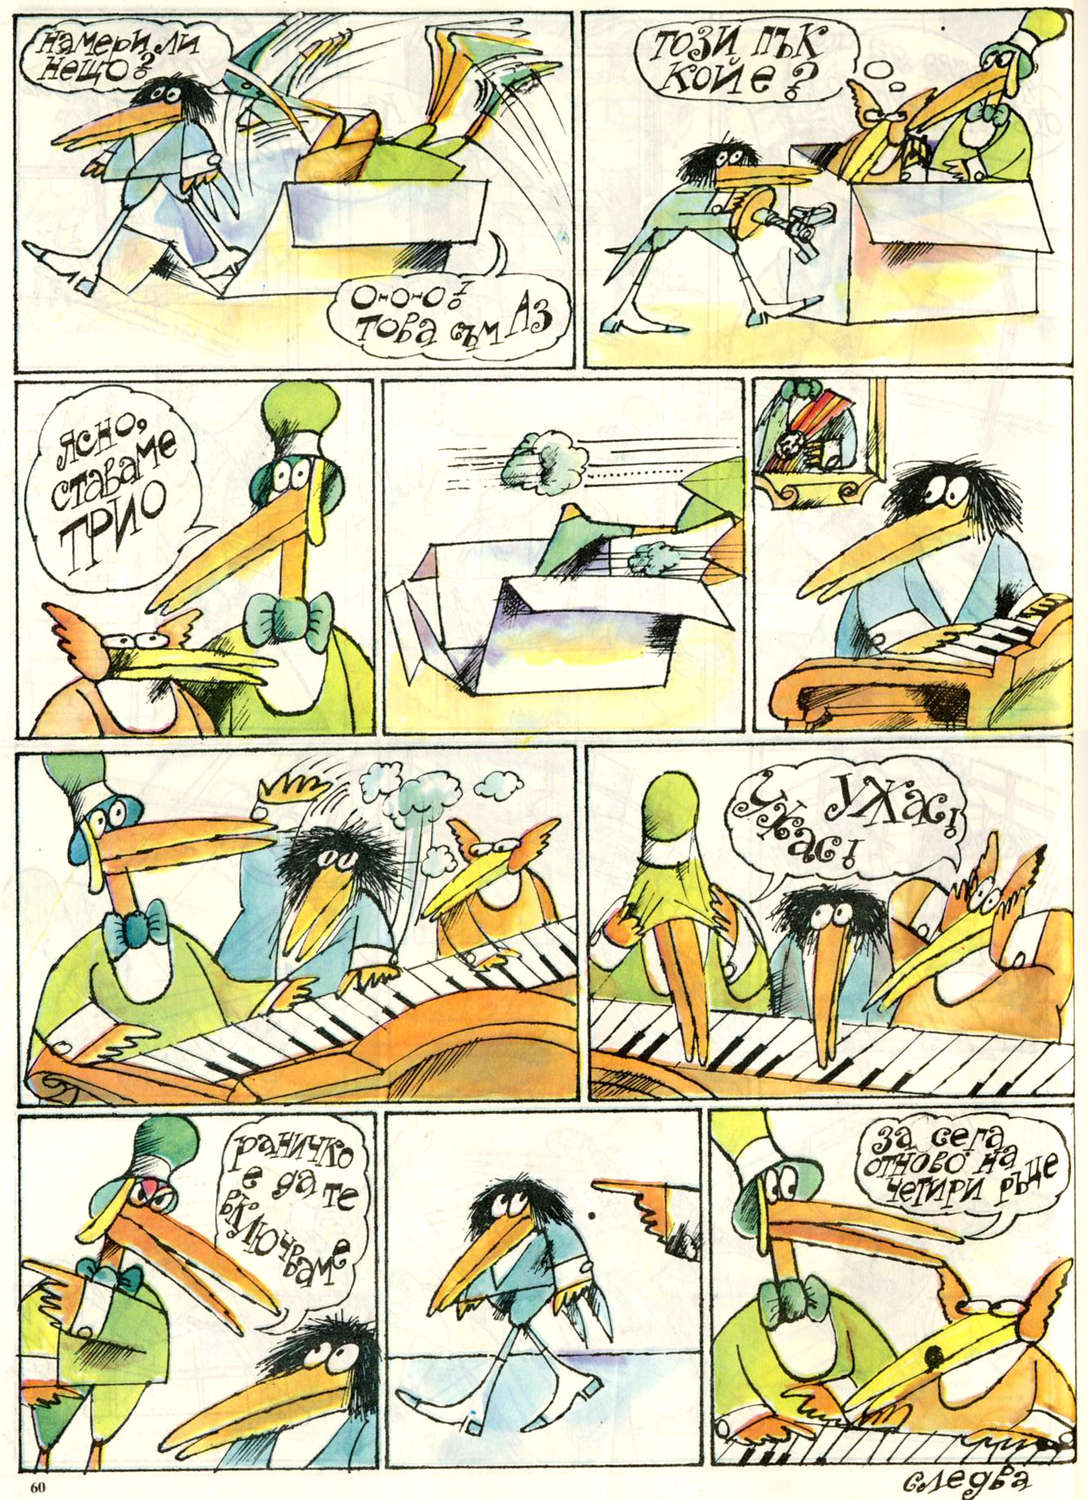 НАМЕРИ ЛИ
НЕЩО?
О-О-О!
ТОВА СЪМ АЗ
ТОЗИ ПЪК
КОЙ Е?
ЯСНО,
СТАВАМЕ
ТРИО
УЖАС!
УЖАС!
РАНИЧКО
Е ДА ТЕ
ВКЛЮЧВАМЕ
ЗА СЕГА
ОТНОВО НА
ЧЕТИРИ РЪЦЕ
СЛЕДВА
60